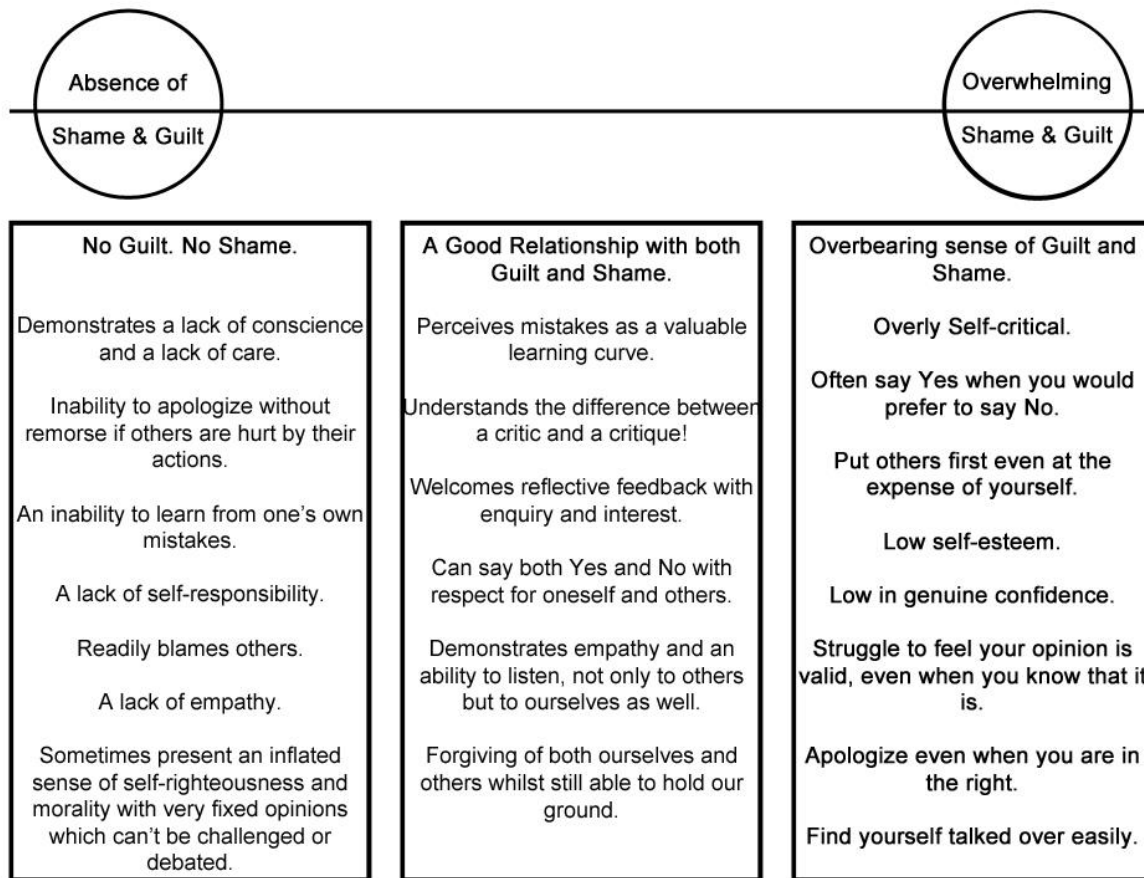 Absence of
Shame & Guilt
Overwhelming
Shame & Guilt
No Guilt. No Shame.
Demonstrates a lack of conscience
and a lack of care.
Inability to apologize without
remorse if others are hurt by their
actions.
An inability to learn from one's own
mistakes.
A lack of self-responsibility.
Readily blames others.
A lack of empathy.
Sometimes present an inflated
sense of self-righteousness and
morality with very fixed opinions
which can't be challenged or
debated.
A Good Relationship with both
Guilt and Shame.
Perceives mistakes as a valuable
learning curve.
Understands the difference between
a critic and a critique!
Welcomes reflective feedback with
enquiry and interest.
Can say both Yes and No with
respect for oneself and others.
Demonstrates empathy and an
ability to listen, not only to others
but to ourselves as well.
Forgiving of both ourselves and
others whilst still able to hold our
ground.
Overbearing sense of Guilt and
Shame.
Overly Self-critical.
Often say Yes when you would
prefer to say No.
Put others first even at the
expense of yourself.
Low self-esteem.
Low in genuine confidence.
Struggle to feel your opinion is
valid, even when you know that it
is.
Apologize even when you are in
the right.
Find yourself talked over easily.